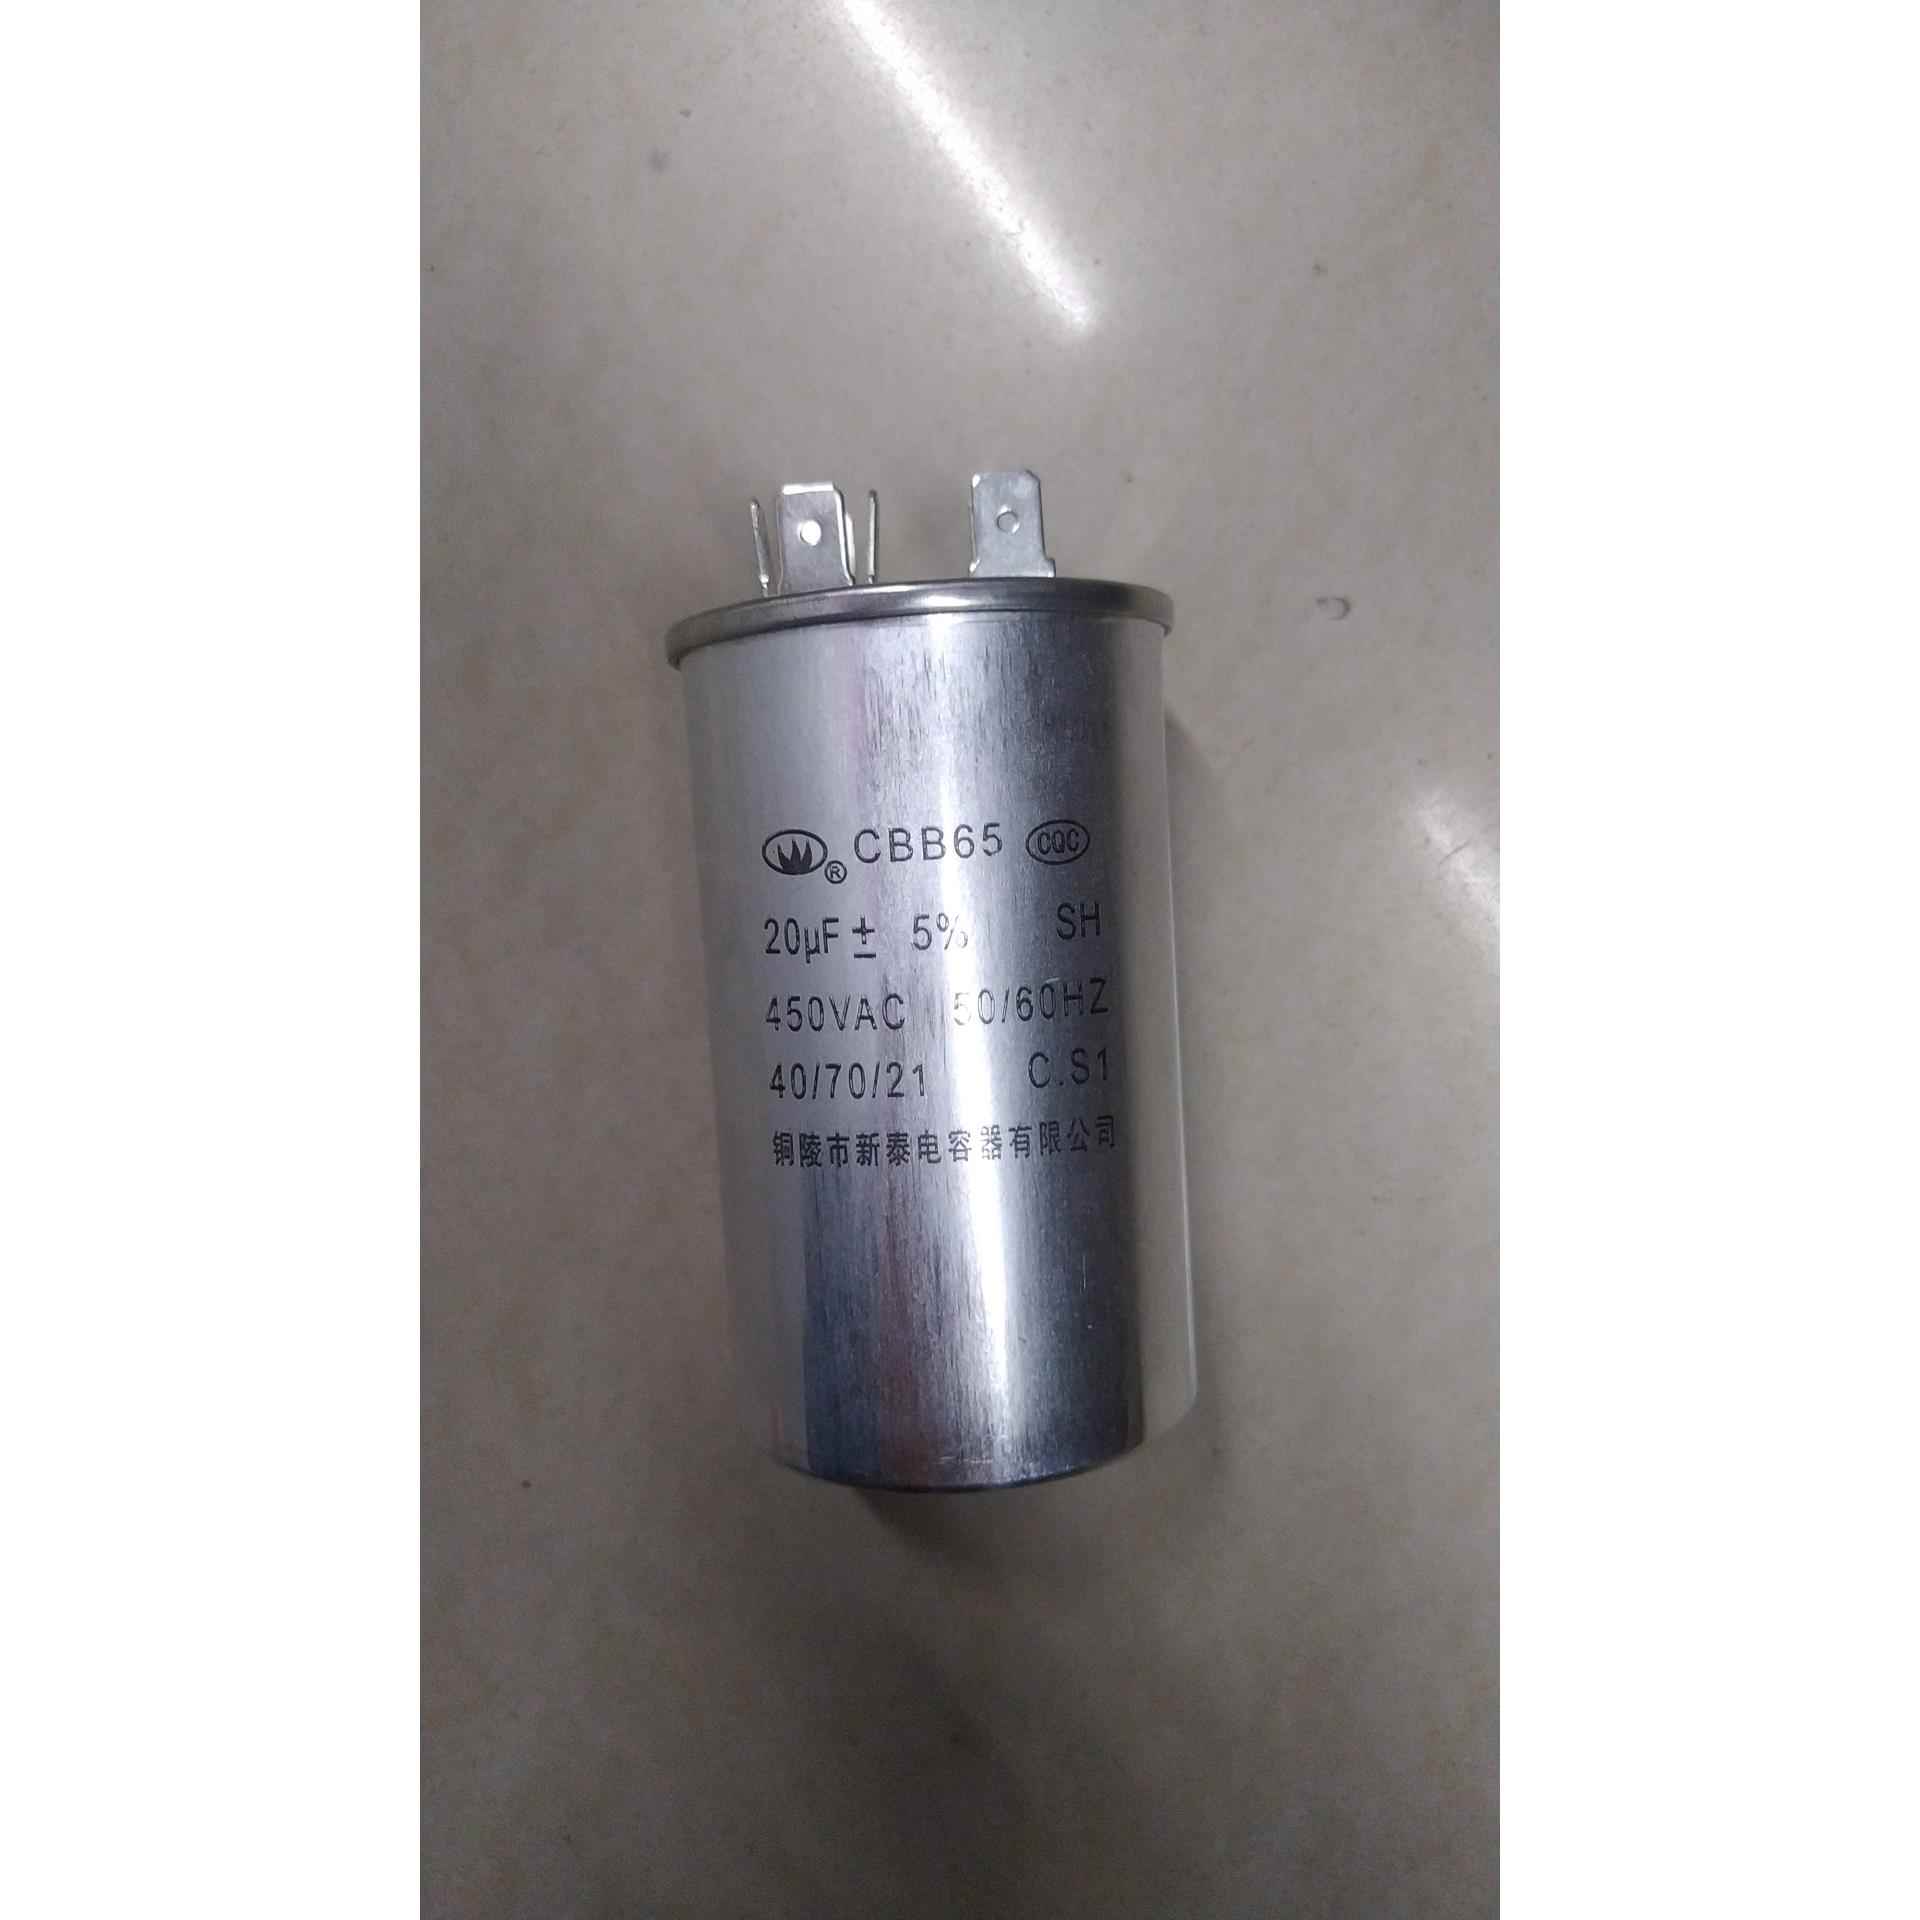 ® CBB65 CQC
20μF± 5% SH
450VAC 50/60HZ
40/70/21 C.S1
铜陵市新泰电容器有限公司